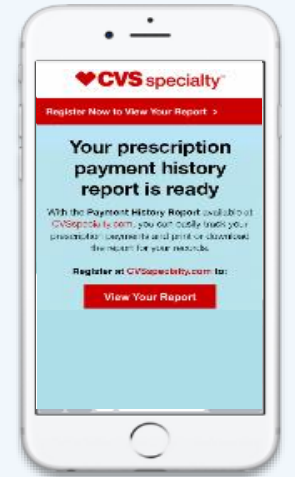 CVS specialty™
Register Now to View Your Report >
Your prescription
payment history
report is ready
With the Payment History Report available at
CVSspecialty.com, you can easily track your
prescription payments and print or download
the report for your records.
Register at CVSspecialty.com to:
View Your Report